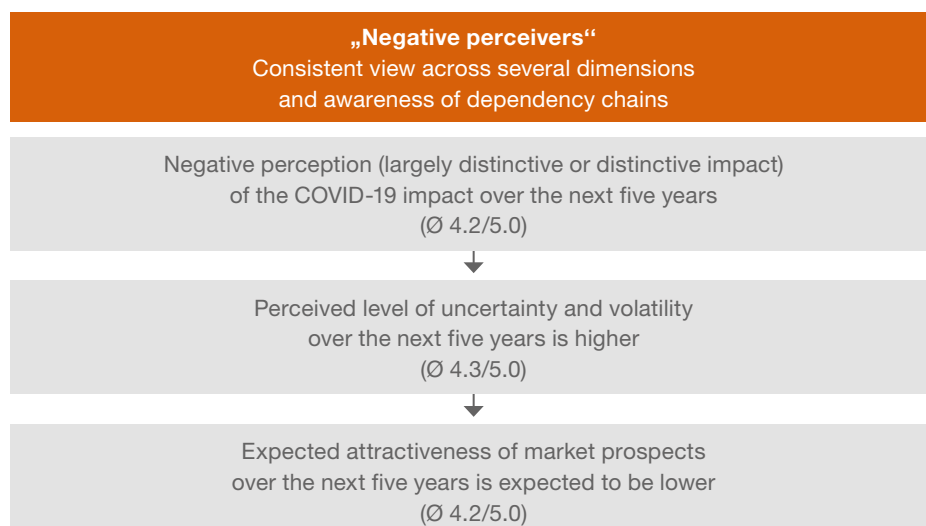 „Negative perceivers“
Consistent view across several dimensions
and awareness of dependency chains
Negative perception (largely distinctive or distinctive impact)
of the COVID-19 impact over the next five years
(Ø 4.2/5.0)
Perceived level of uncertainty and volatility
over the next five years is higher
(Ø 4.3/5.0)
Expected attractiveness of market prospects
over the next five years is expected to be lower
(Ø 4.2/5.0)